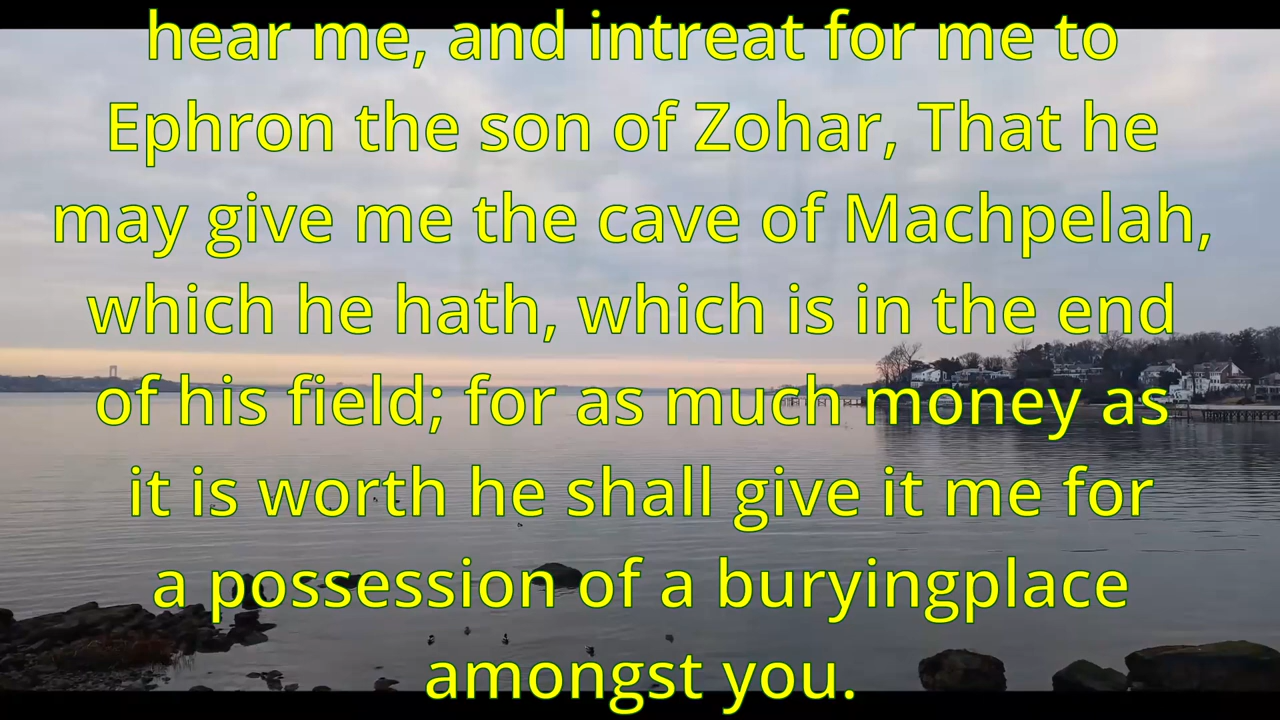 hear me, and intreat for me to
Ephron the son of Zohar, That he
may give me the cave of Machpelah,
which he hath, which is in the end
of his field; for as much money as
it is worth he shall give it me for
a possession of a buryingplace
amongst you.